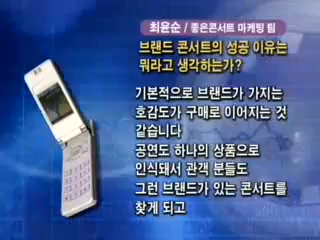 최윤순 / 좋은콘서트 마케팅 팀
브랜드 콘서트의 성공 이유는
뭐라고 생각하는가?
기본적으로 브랜드가 가지는
호감도가 구매로 이어지는 것
같습니다
공연도 하나의 상품으로
인식돼서 관객 분들도
그런 브랜드가 있는 콘서트를
찾게 되고